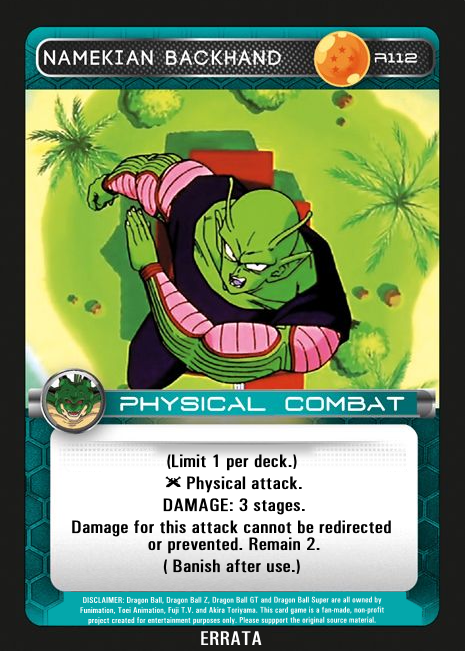 NAMEKIAN BACKHAND
R112
PHYSICAL COMBAT
(Limit 1 per deck.)
Physical attack.
DAMAGE: 3 stages.
Damage for this attack cannot be redirected
or prevented. Remain 2.
( Banish after use.)
DISCLAIMER: Dragon Ball, Dragon Ball Z, Dragon Ball GT and Dragon Ball Super are all owned by
Funimation, Toei Animation, Fuji T.V. and Akira Toriyama. This card game is a fan-made, non-profit
project created for entertainment purposes only. Please suppport the original source material.
ERRATA